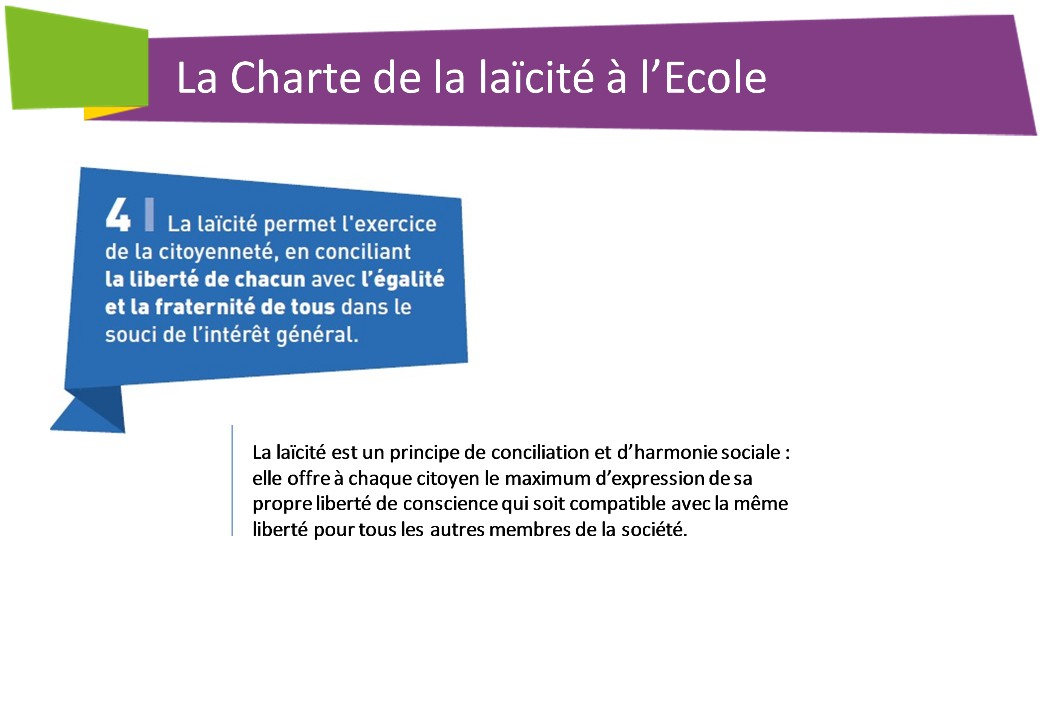 La Charte de la laïcité à l’Ecole
4 | La laïcité permet l'exercice
de la citoyenneté, en conciliant
la liberté de chacun avec l’égalité
et la fraternité de tous dans le
souci de l’intérêt général.
La laïcité est un principe de conciliation et d’harmonie sociale :
elle offre à chaque citoyen le maximum d’expression de sa
propre liberté de conscience qui soit compatible avec la même
liberté pour tous les autres membres de la société.